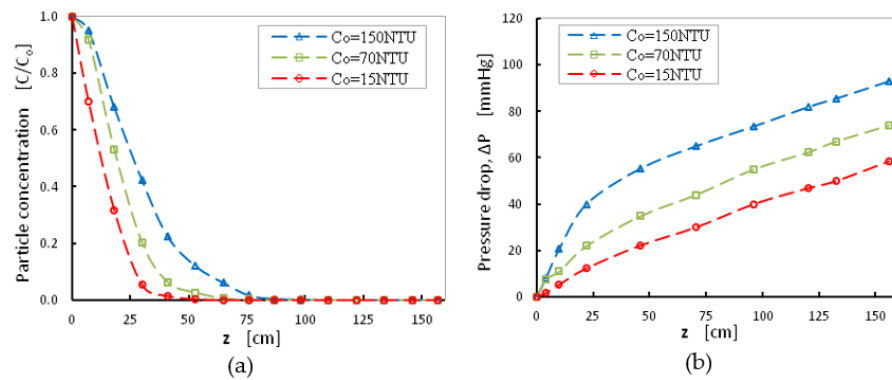 Particle concentration [C/Co]
1.0
0.8
0.6
0.4
0.2
0.0
0
25
50
75
100
125
150
z [cm]
Co=150NTU
Co=70NTU
Co=15NTU
(a)
Pressure drop, ΔP [mmHg]
120
100
80
60
40
20
0
0
25
50
75
100
125
150
z [cm]
Co=150NTU
Co=70NTU
Co=15NTU
(b)